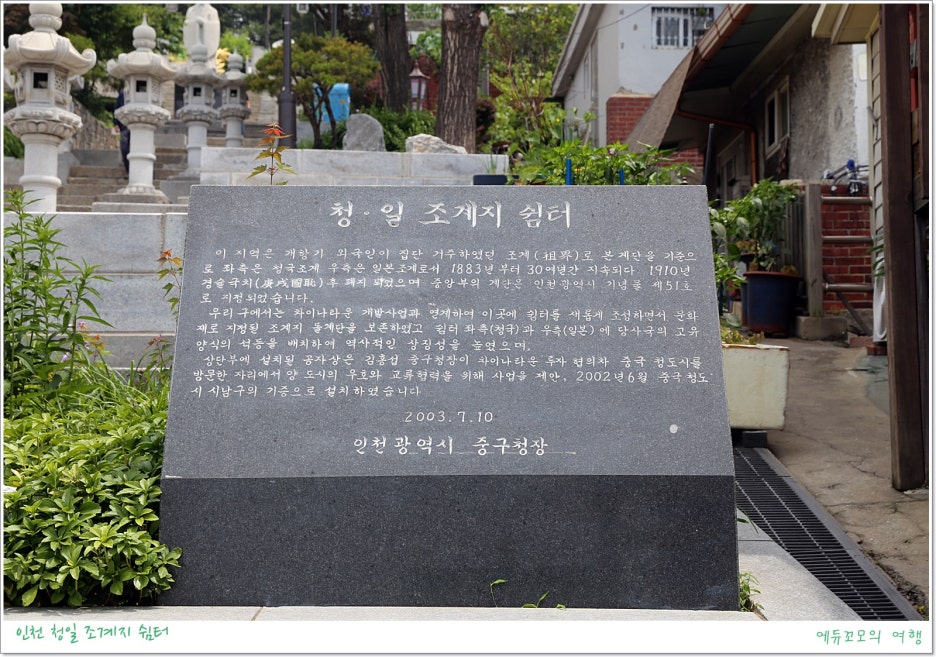 청·일 조계지 쉼터
이 지역은 개항기 외국인이 집단 거주하였던 조계(租界)로 본 계단을 기준으
로 좌측은 청국조계 우측은 일본조계로서 1883년부터 30여년간 지속되다 1910년
경술국치(庚戌國恥)후 폐지 되었으며 중앙부의 계단은 인천광역시 기념물 제51호
로 지정되었습니다.
우리구에서는 차이나타운 개발사업과 연계하여 이곳에 쉼터를 새롭게 조성하면서 문화
재로 지정된 조계지 돌계단을 보존하였고 쉼터 좌측(청국)과 우측(일본)에 당사국의 고유
양식의 석등을 배치하여 역사적인 상징성을 높였으며,
상단부에 설치된 공자상은 김홍섭 중구청장이 차이나타운 투자 협의차 중국 청도시를
방문한 자리에서 양 도시의 우호와 교류협력을 위해 사업을 제안, 2002년6월 중국 청도
시 시남구의 기증으로 설치하였습니다
2003.7.10
인천광역시 중구청장
인천 청일 조계지 쉼터
에듀꼬모의 여행